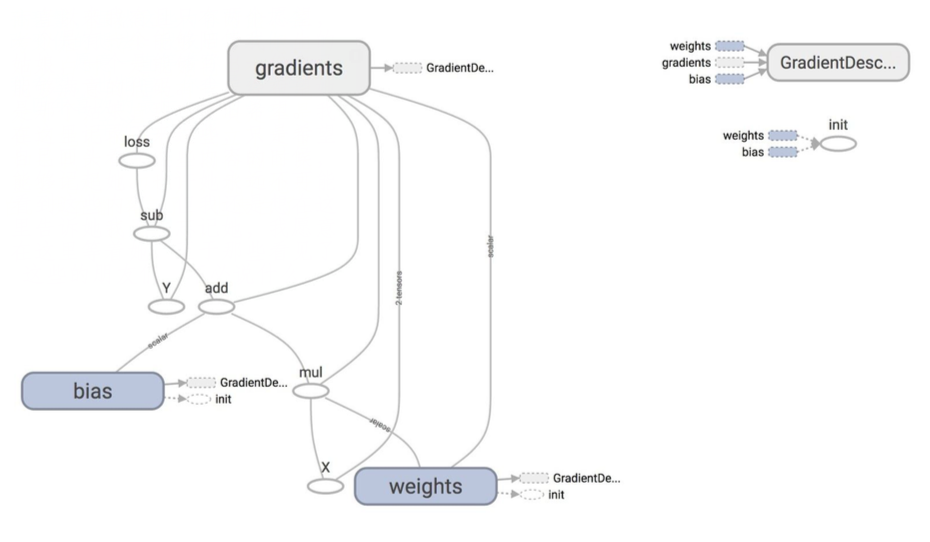 gradients
GradientDe...
weights
gradients
bias
GradientDesc...
loss
init
weights
bias
sub
scalar
2 tensors
Y
add
scalar
mul
bias
GradientDe...
init
scalar
X
weights
GradientDe...
init